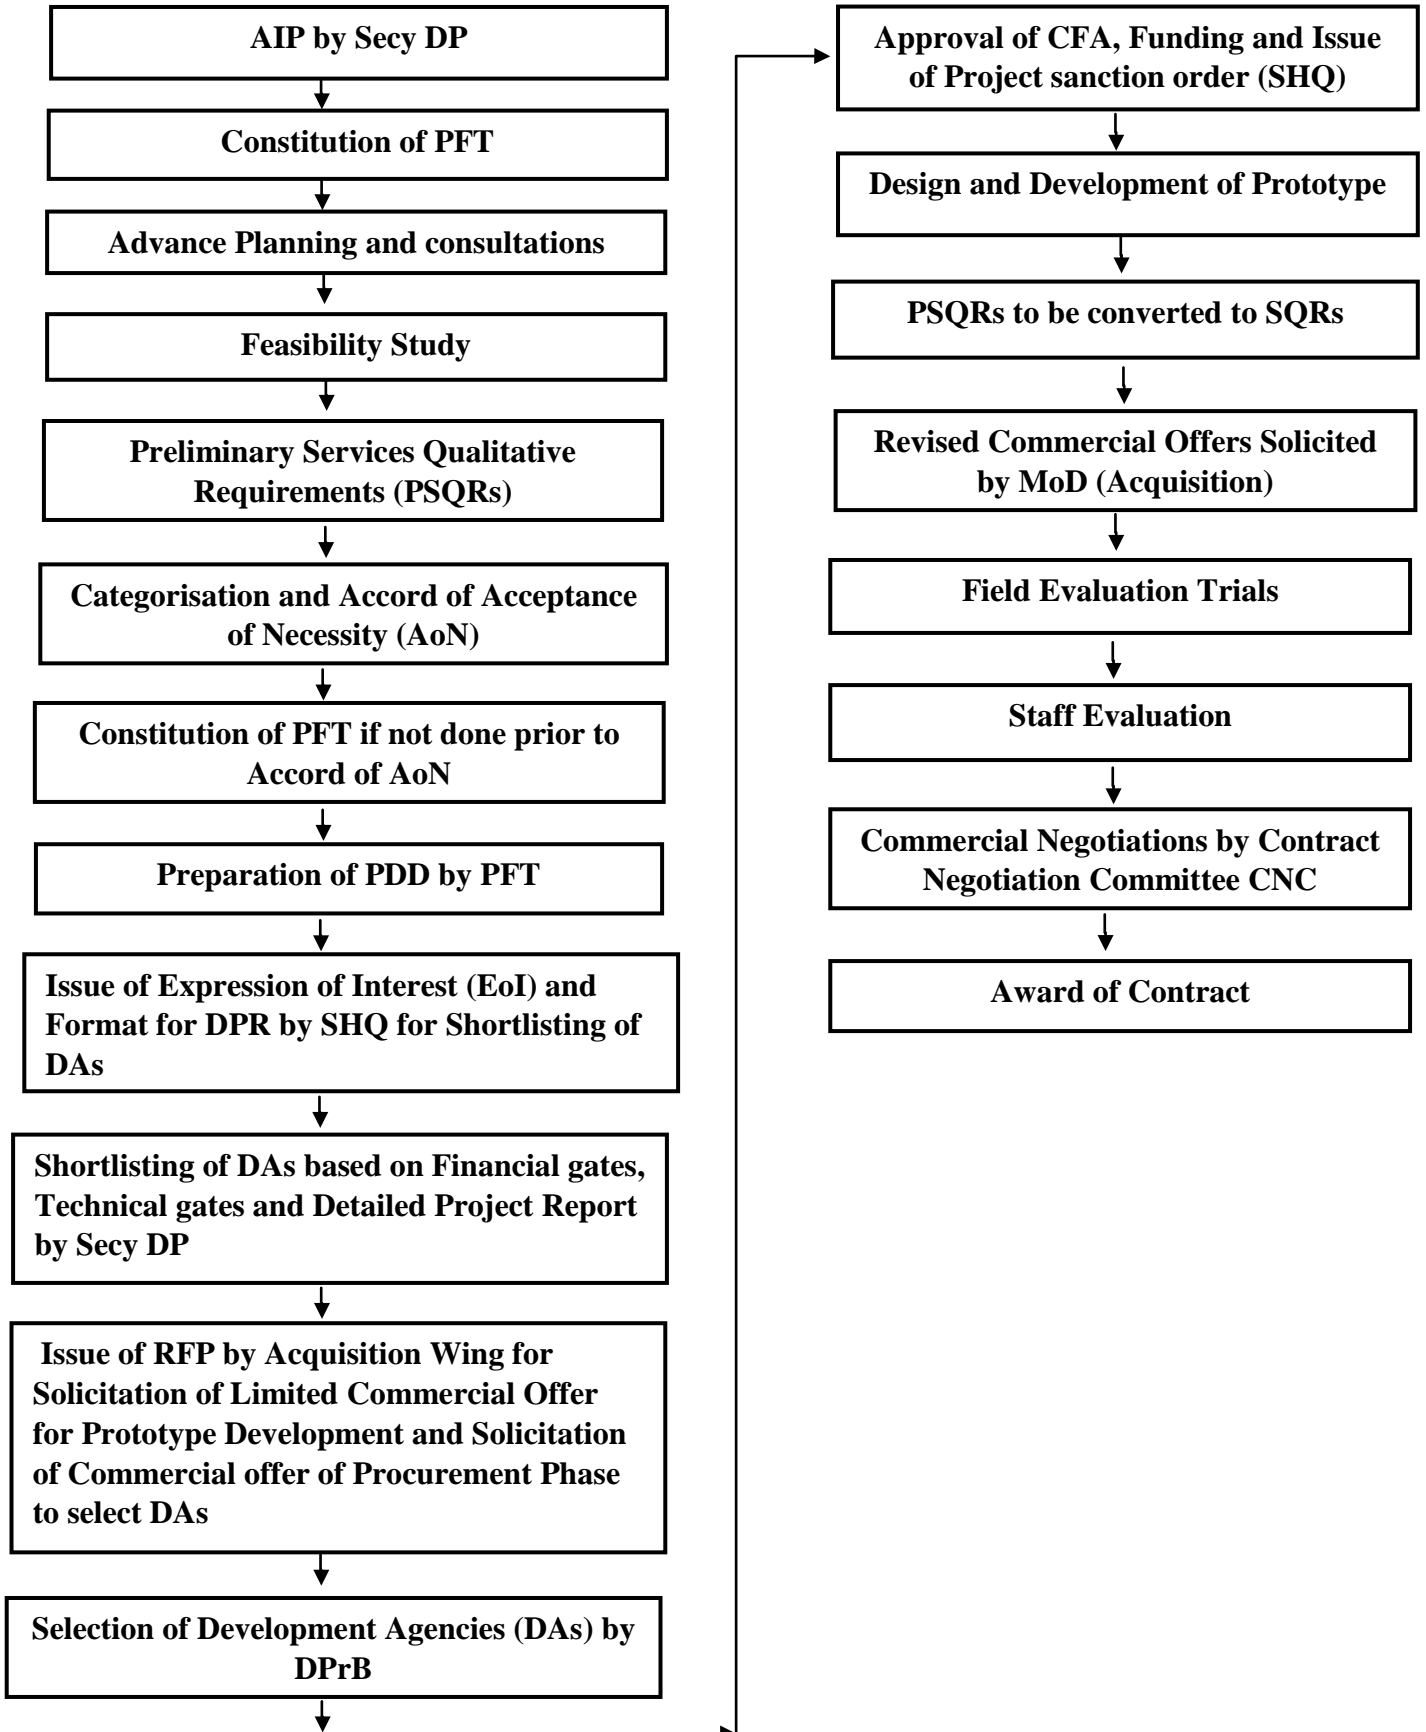 AIP by Secy DP
Constitution of PFT
Advance Planning and consultations
Feasibility Study
Preliminary Services Qualitative
Requirements (PSQRs)
Categorisation and Accord of Acceptance
of Necessity (AoN)
Constitution of PFT if not done prior to
Accord of AoN
Preparation of PDD by PFT
Issue of Expression of Interest (EoI) and
Format for DPR by SHQ for Shortlisting of
DAs
Shortlisting of DAs based on Financial gates,
Technical gates and Detailed Project Report
by Secy DP
Issue of RFP by Acquisition Wing for
Solicitation of Limited Commercial Offer
for Prototype Development and Solicitation
of Commercial offer of Procurement Phase
to select DAs
Selection of Development Agencies (DAs) by
DPrB
Approval of CFA, Funding and Issue
of Project sanction order (SHQ)
Design and Development of Prototype
PSQRs to be converted to SQRs
Revised Commercial Offers Solicited
by MoD (Acquisition)
Field Evaluation Trials
Staff Evaluation
Commercial Negotiations by Contract
Negotiation Committee CNC
Award of Contract